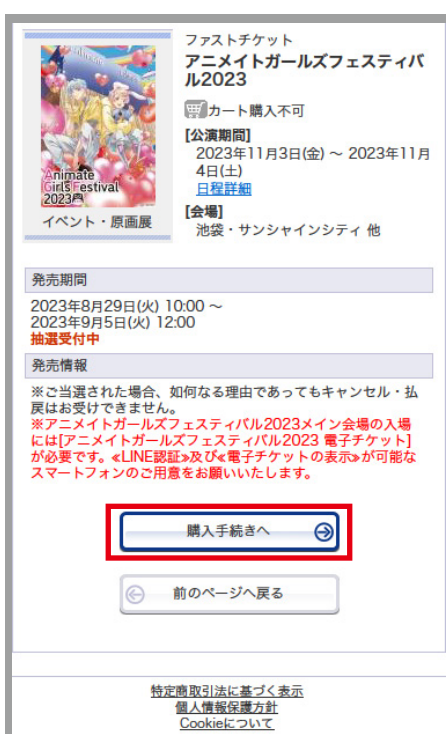 ファストチケット
アニメイトガールズフェスティバ
ル2023
カート購入不可
[公演期間]
2023年11月3日(金) ～ 2023年11月
4日(土)
日程詳細
[会場]
池袋・サンシャインシティ 他
Animate
Girls Festival
2023
イベント・原画展
発売期間
2023年8月29日(火) 10:00 ～
2023年9月5日(火) 12:00
抽選受付中
発売情報
※ご当選された場合、如何なる理由であってもキャンセル・払
戻はお受けできません。
※アニメイトガールズフェスティバル2023メイン会場の入場
には[アニメイトガールズフェスティバル2023 電子チケット]
が必要です。≪LINE認証≫及び≪電子チケットの表示≫が可能な
スマートフォンのご用意をお願いいたします。
購入手続きへ
前のページへ戻る
特定商取引法に基づく表示
個人情報保護方針
Cookieについて